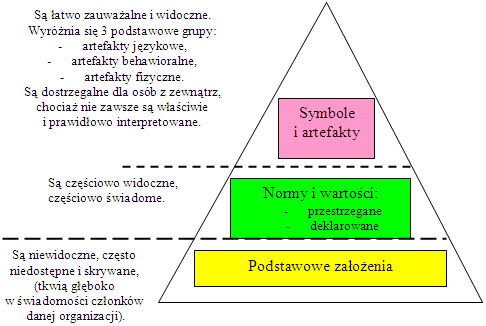 Są łatwo zauważalne i widoczne.
Wyróżnia się 3 podstawowe grupy:
- artefakty językowe,
- artefakty behawioralne,
- artefakty fizyczne.
Są dostrzegalne dla osób z zewnątrz,
chociaż nie zawsze są właściwie
i prawidłowo interpretowane.
Symbole
i artefakty
Są częściowo widoczne,
częściowo świadome.
Normy i wartości:
- przestrzegane
- deklarowane
Są niewidoczne, często
niedostępne i skrywane,
(tkwią głęboko
w świadomości członków
danej organizacji).
Podstawowe założenia